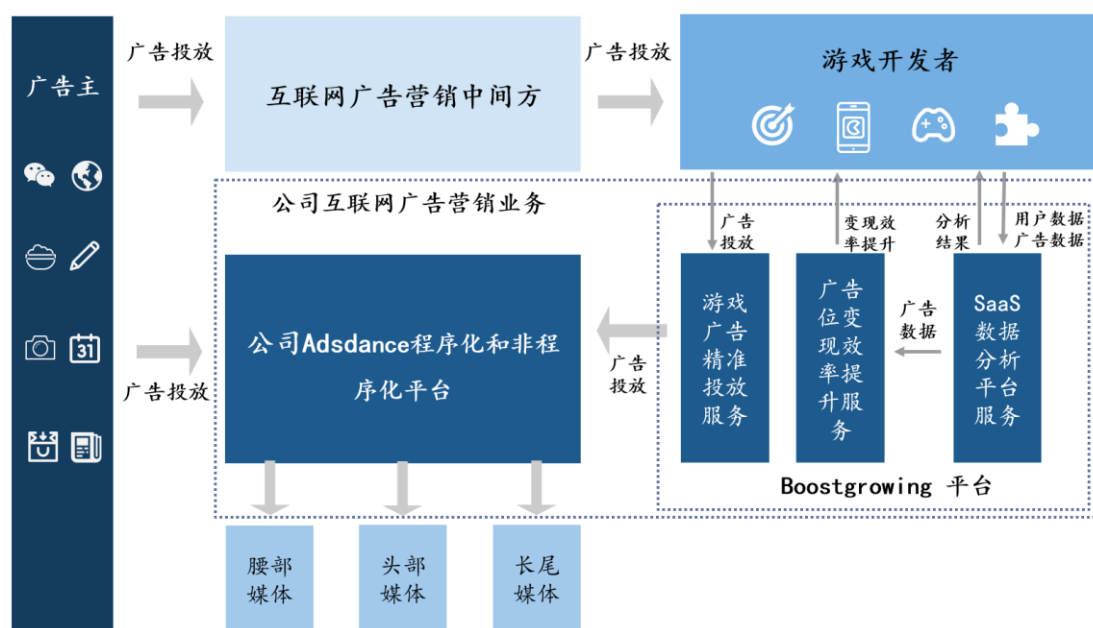 广告主
广告投放
互联网广告营销中间方
广告投放
游戏开发者
公司互联网广告营销业务
广告
投放
变现效
率提升
分析
结果
用户数据
广告数据
31
广告投放
公司Adsdance程序化和非程
序化平台
广告
投放
游戏
广告
精准
投放
服务
广告
位变
现效
率提
升服
务
广告
数据
SaaS
数据
分析
平台
服务
Boostgrowing 平台
腰部
媒体
头部
媒体
长尾
媒体